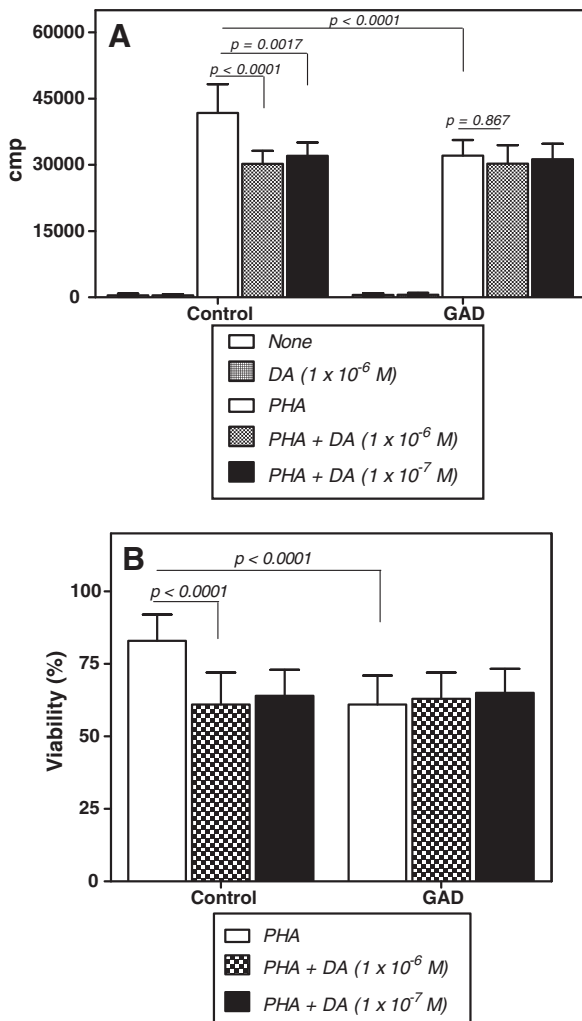 A
60000
45000
30000
15000
0
cmp
p < 0.0001
p = 0.0017
p < 0.0001
p = 0.867
Control
GAD
None
DA (1 x 10⁻⁶ M)
PHA
PHA + DA (1 x 10⁻⁶ M)
PHA + DA (1 x 10⁻⁷ M)
B
100
75
50
25
0
Viability (%)
p < 0.0001
p < 0.0001
Control
GAD
PHA
PHA + DA (1 x 10⁻⁶ M)
PHA + DA (1 x 10⁻⁷ M)